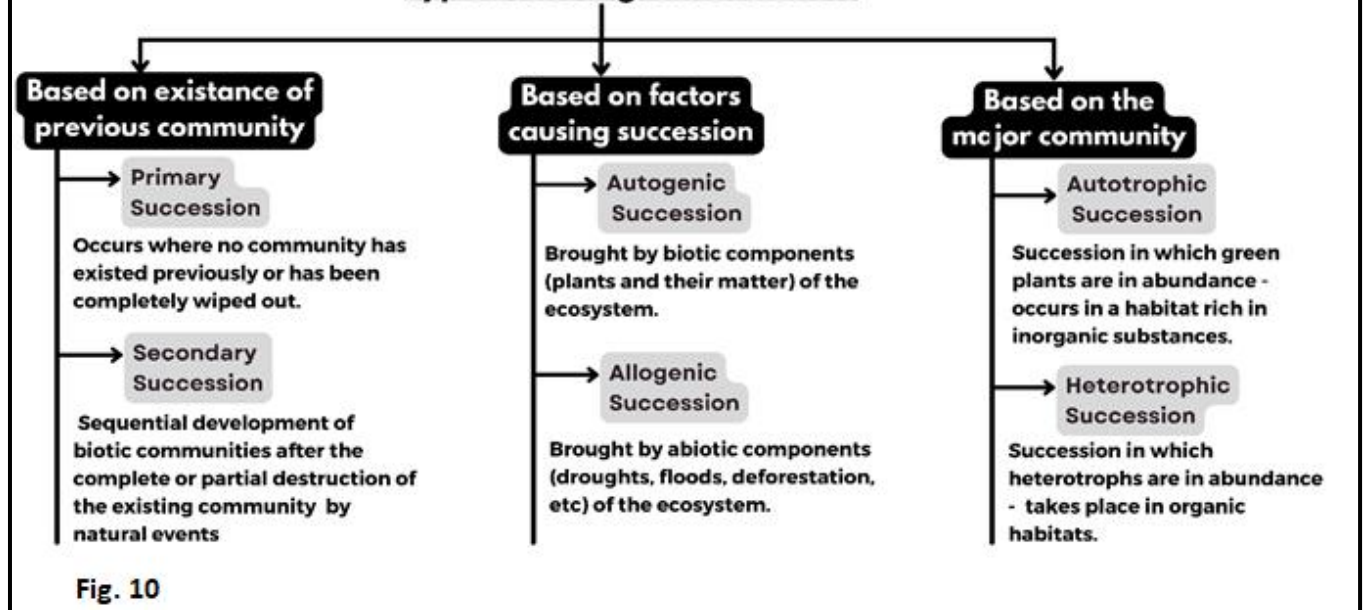 Based on existance of
previous community
Primary
Succession
Occurs where no community has
existed previously or has been
completely wiped out.
Secondary
Succession
Sequential development of
biotic communities after the
complete or partial destruction of
the existing community by
natural events
Based on factors
causing succession
Autogenic
Succession
Brought by biotic components
(plants and their matter) of the
ecosystem.
Allogenic
Succession
Brought by abiotic components
(droughts, floods, deforestation,
etc) of the ecosystem.
Based on the
major community
Autotrophic
Succession
Succession in which green
plants are in abundance -
occurs in a habitat rich in
inorganic substances.
Heterotrophic
Succession
Succession in which
heterotrophs are in abundance
- takes place in organic
habitats.
Fig. 10